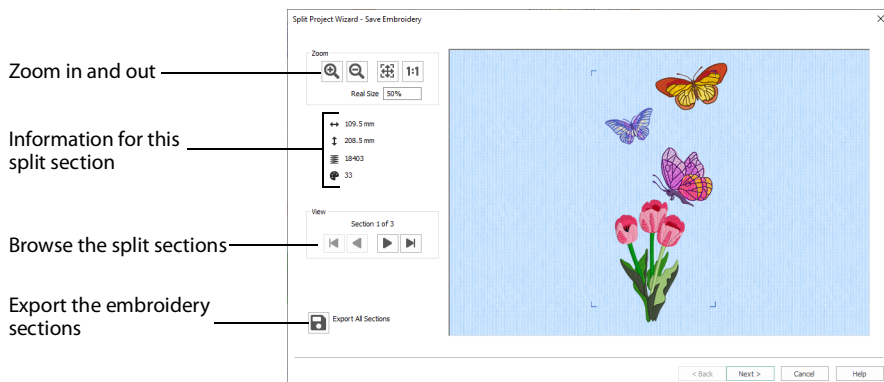 Split Project Wizard - Save Embroidery
Zoom in and out
Zoom
1:1
Real Size 50%
Information for this
split section
109.5 mm
208.5 mm
18403
33
Browse the split sections
View
Section 1 of 3
Export the embroidery
sections
Export All Sections
< Back Next > Cancel Help